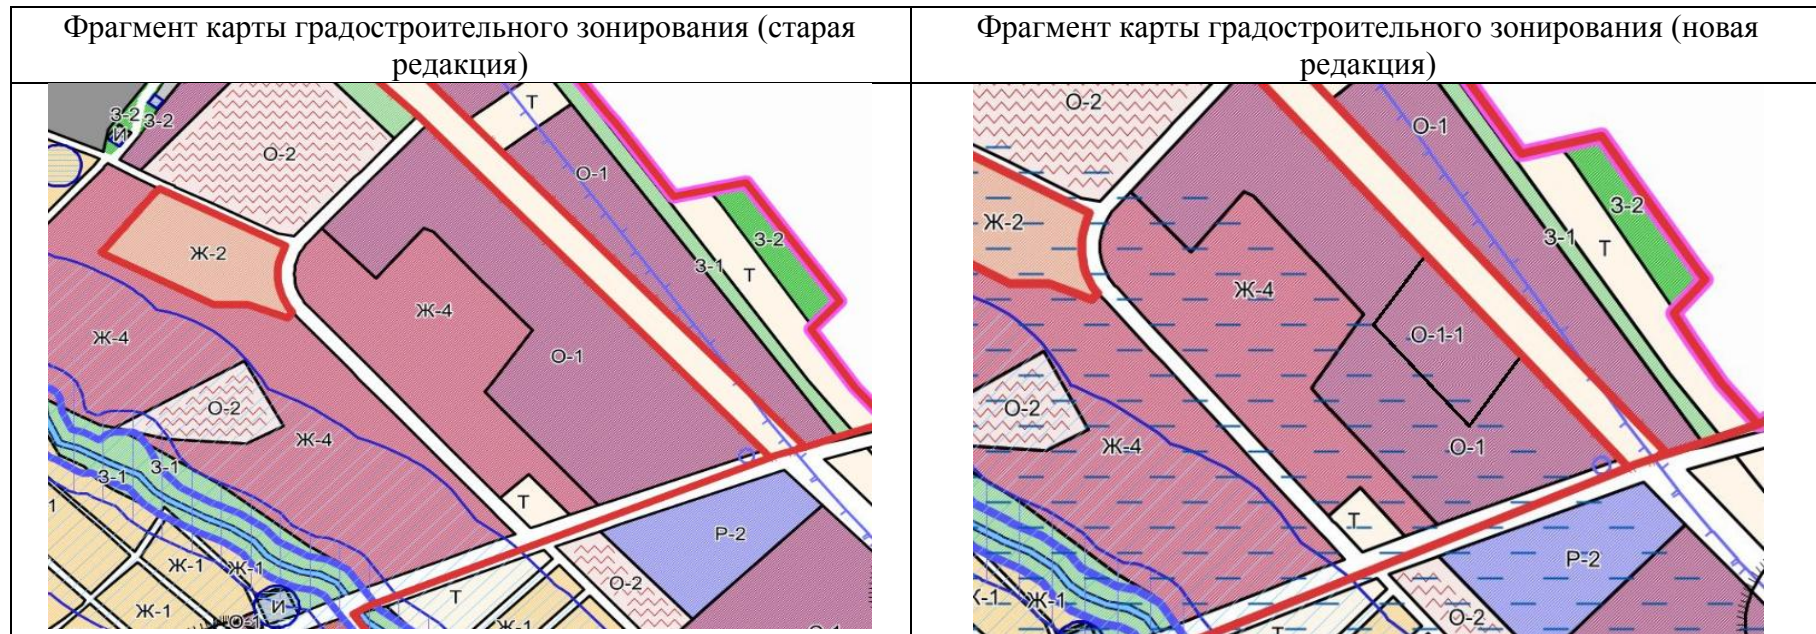 Фрагмент карты градостроительного зонирования (старая
редакция)
Фрагмент карты градостроительного зонирования (новая
редакция)
Т
З-2
З-2
И
О-2
О-1
Ж-2
З-2
З-1
Т
Ж-4
Ж-4
О-1
О-2
Ж-4
З-1
З-1
Т
Р-2
Ж-1
Ж-1
О-2
Ж-1
И
Т
О-1
Ж-1
О-2
О-1
З-2
Ж-2
З-1
Т
Ж-4
О-1-1
О-2
Ж-4
О-1
Т
Р-2
Ж-1
О-2
Т